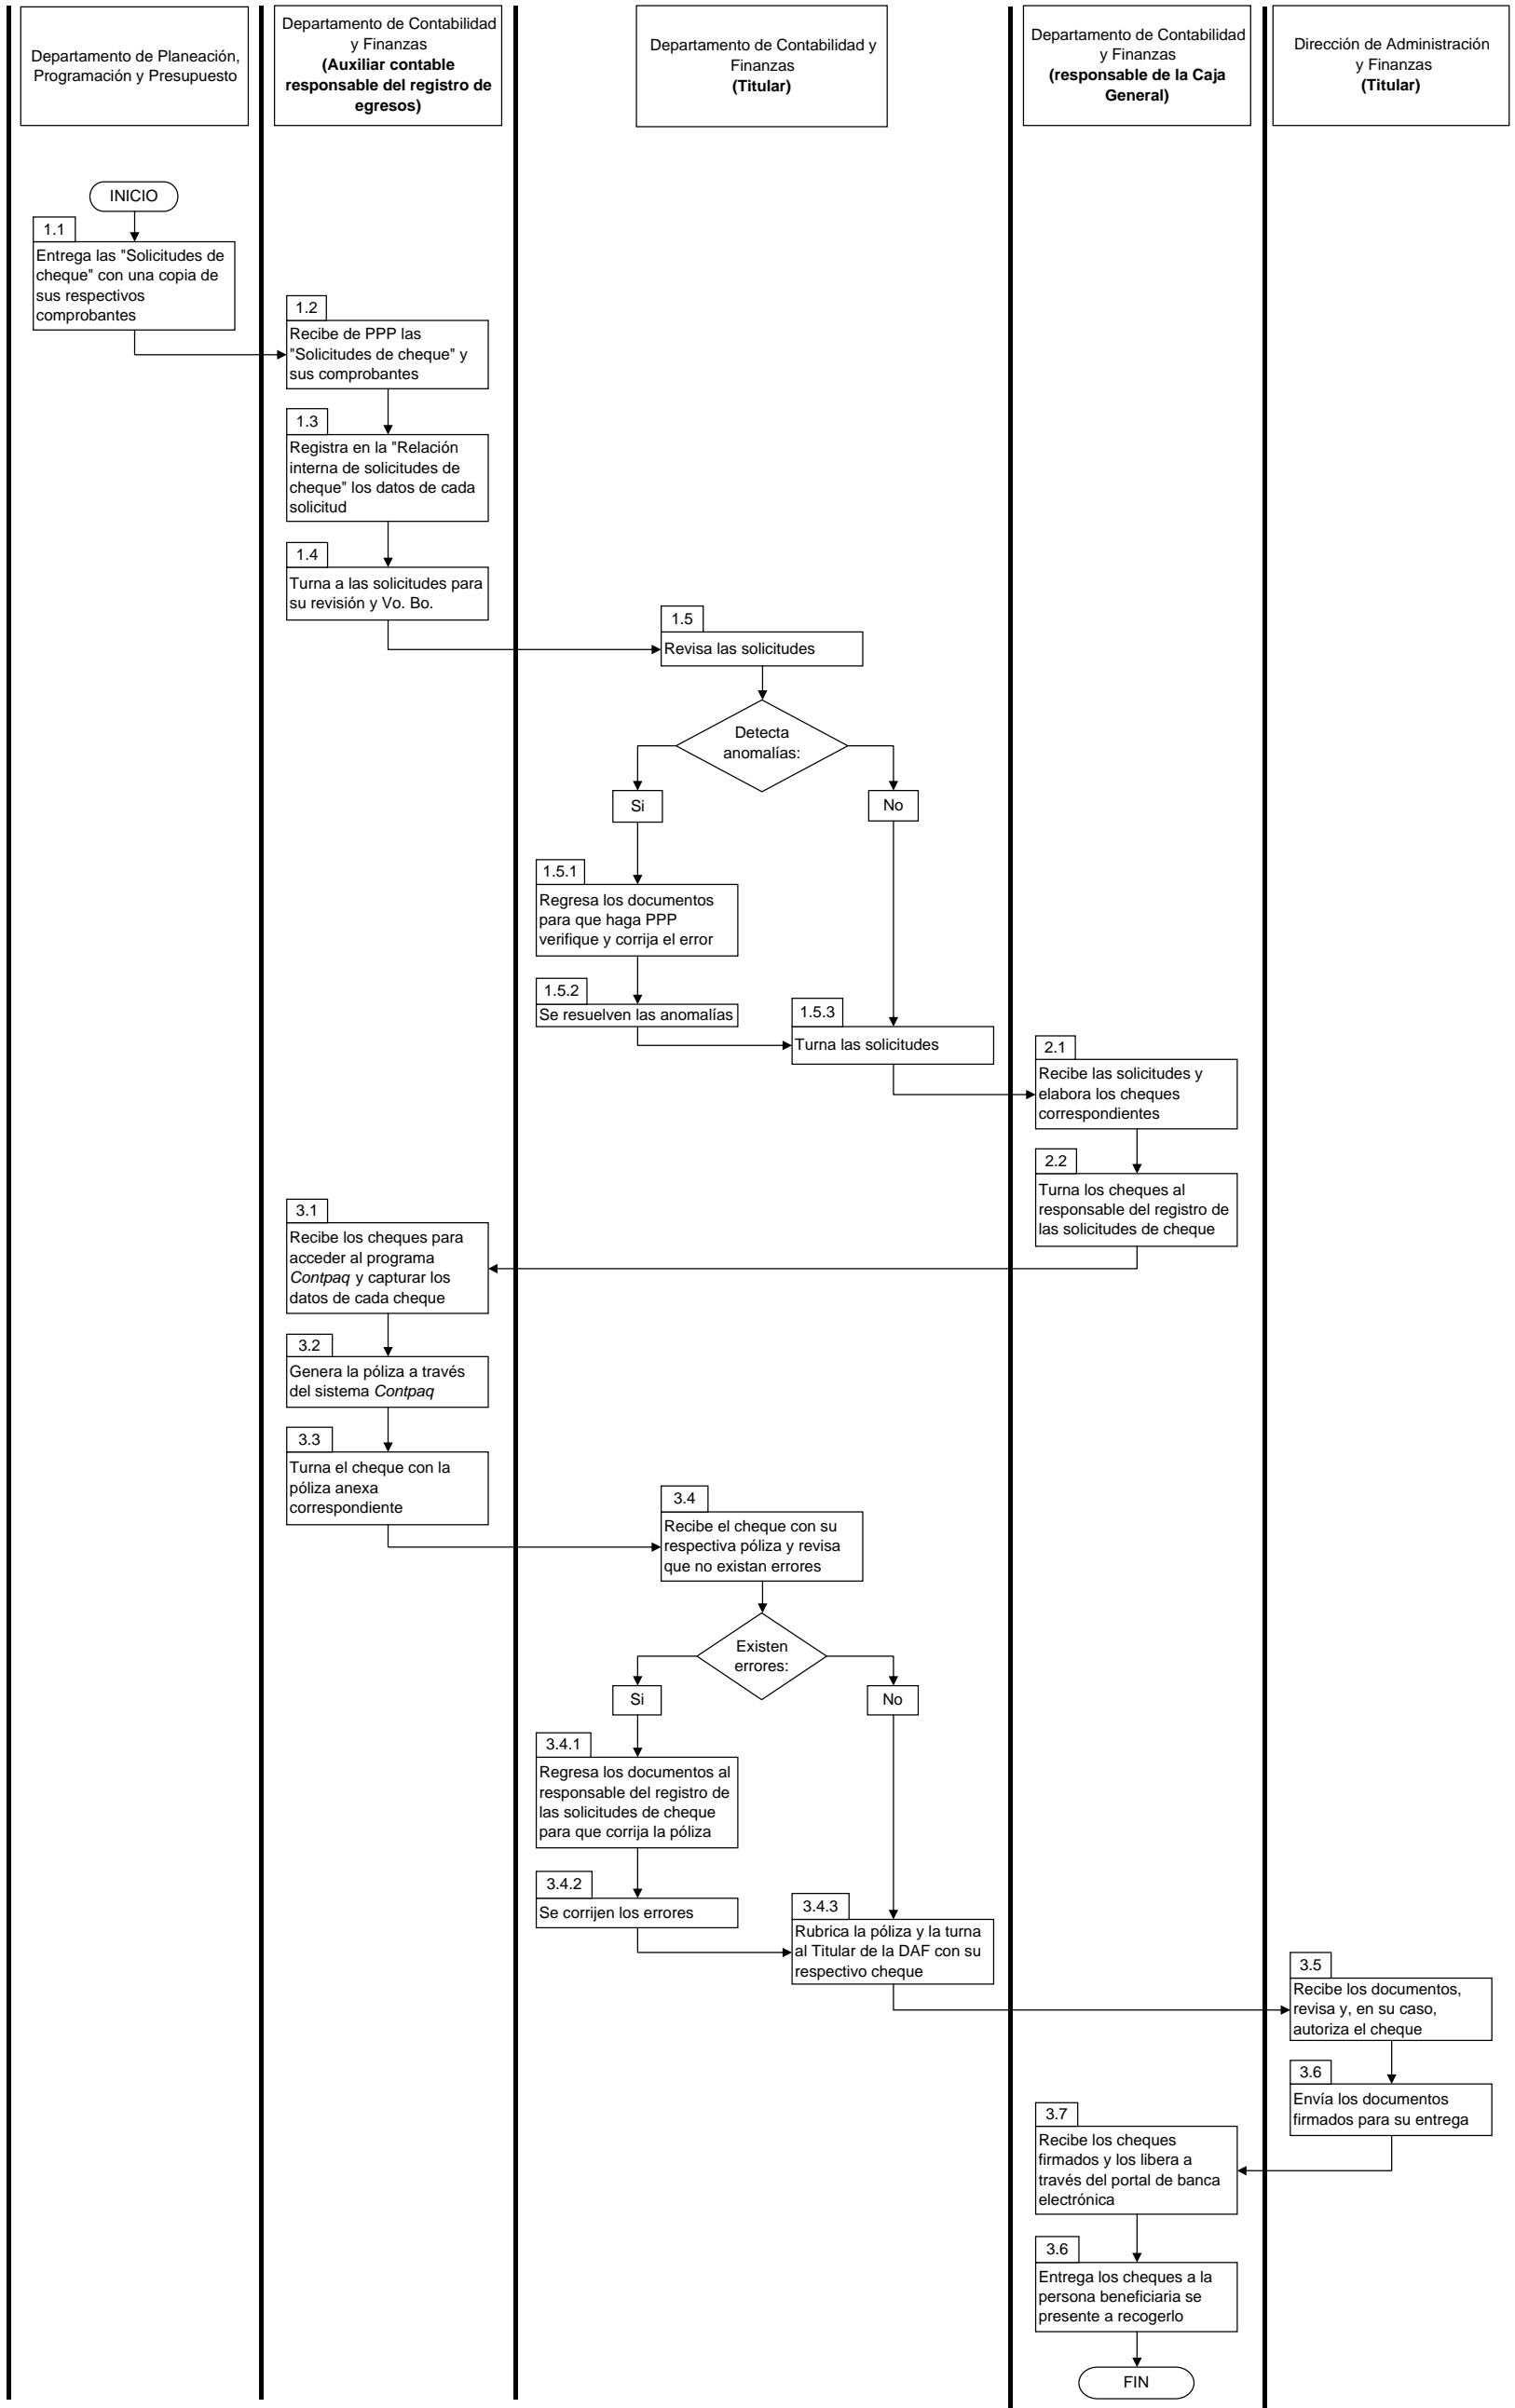 Departamento de Planeación,
Programación y Presupuesto
Departamento de Contabilidad
y Finanzas
(Auxiliar contable
responsable del registro de
egresos)
Departamento de Contabilidad y
Finanzas
(Titular)
Departamento de Contabilidad
y Finanzas
(responsable de la Caja
General)
Dirección de Administración
y Finanzas
(Titular)
INICIO
1.1
Entrega las "Solicitudes de
cheque" con una copia de
sus respectivos
comprobantes
1.2
Recibe de PPP las
"Solicitudes de cheque" y
sus comprobantes
1.3
Registra en la "Relación
interna de solicitudes de
cheque" los datos de cada
solicitud
1.4
Turna a las solicitudes para
su revisión y Vo. Bo.
1.5
Revisa las solicitudes
Detecta
anomalías:
Si
No
1.5.1
Regresa los documentos
para que haga PPP
verifique y corrija el error
1.5.2
Se resuelven las anomalías
1.5.3
Turna las solicitudes
2.1
Recibe las solicitudes y
elabora los cheques
correspondientes
2.2
Turna los cheques al
responsable del registro de
las solicitudes de cheque
3.1
Recibe los cheques para
acceder al programa
Contpaq y capturar los
datos de cada cheque
3.2
Genera la póliza a través
del sistema Contpaq
3.3
Turna el cheque con la
póliza anexa
correspondiente
3.4
Recibe el cheque con su
respectiva póliza y revisa
que no existan errores
Existen
errores:
Si
No
3.4.1
Regresa los documentos al
responsable del registro de
las solicitudes de cheque
para que corrija la póliza
3.4.2
Se corrijen los errores
3.4.3
Rubrica la póliza y la turna
al Titular de la DAF con su
respectivo cheque
3.5
Recibe los documentos,
revisa y, en su caso,
autoriza el cheque
3.6
Envía los documentos
firmados para su entrega
3.7
Recibe los cheques
firmados y los libera a
través del portal de banca
electrónica
3.6
Entrega los cheques a la
persona beneficiaria se
presente a recogerlo
FIN